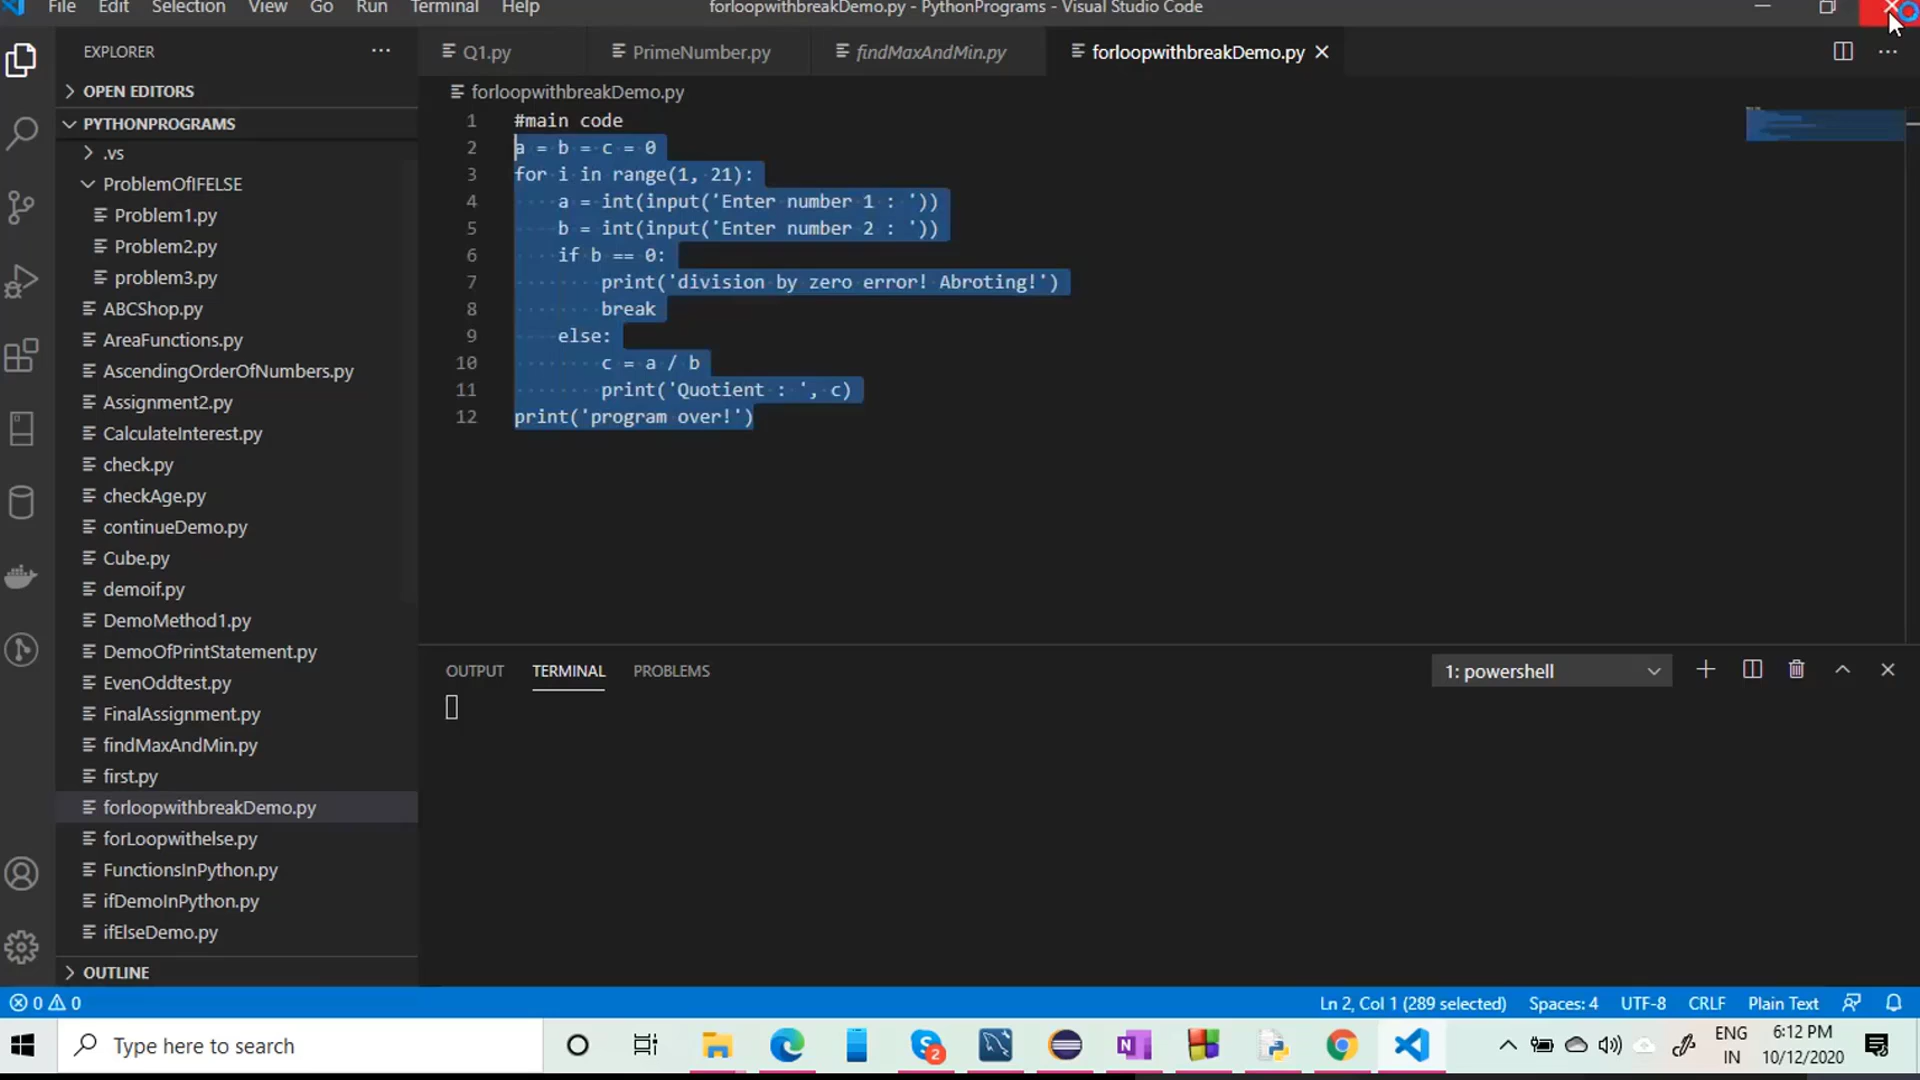 File Edit Selection View Go Run Terminal Help
forloopwithbreakDemo.py - PythonPrograms - Visual Studio Code
EXPLORER
OPEN EDITORS
PYTHONPROGRAMS
.vs
ProblemOfIFELSE
Problem1.py
Problem2.py
problem3.py
ABCShop.py
AreaFunctions.py
AscendingOrderOfNumbers.py
Assignment2.py
CalculateInterest.py
check.py
checkAge.py
continueDemo.py
Cube.py
demoif.py
DemoMethod1.py
DemoOfPrintStatement.py
EvenOddtest.py
FinalAssignment.py
findMaxAndMin.py
first.py
forloopwithbreakDemo.py
forLoopwithelse.py
FunctionsInPython.py
ifDemoInPython.py
ifElseDemo.py
OUTLINE
Q1.py PrimeNumber.py findMaxAndMin.py forloopwithbreakDemo.py
forloopwithbreakDemo.py
1 #main code
2 a = b = c = 0
3 for i in range(1, 21):
4 a = int(input('Enter number 1 : '))
5 b = int(input('Enter number 2 : '))
6 if b == 0:
7 print('division by zero error! Abroting!')
8 break
9 else:
10 c = a / b
11 print('Quotient : ', c)
12 print('program over!')
OUTPUT TERMINAL PROBLEMS
1: powershell
0 0
Ln 2, Col 1 (289 selected) Spaces: 4 UTF-8 CRLF Plain Text
Type here to search
2
N
ENG
IN
6:12 PM
10/12/2020